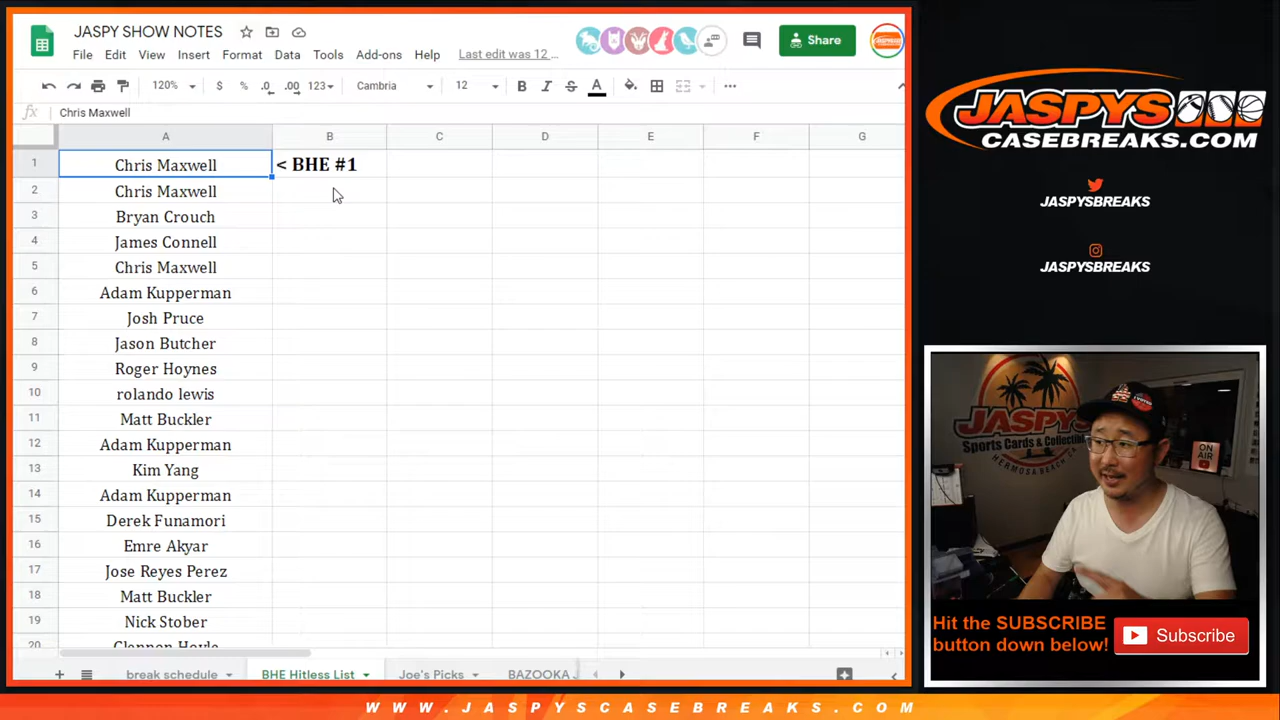 JASPY SHOW NOTES
File Edit View Insert Format Data Tools Add-ons Help Last edit was 12 ...
Share
120% $ % .0 .00 123 Cambria 12 B I S A
fx Chris Maxwell
A B C D E F G
1 Chris Maxwell < BHE #1
2 Chris Maxwell
3 Bryan Crouch
4 James Connell
5 Chris Maxwell
6 Adam Kupperman
7 Josh Pruce
8 Jason Butcher
9 Roger Hoynes
10 rolando lewis
11 Matt Buckler
12 Adam Kupperman
13 Kim Yang
14 Adam Kupperman
15 Derek Funamori
16 Emre Akyar
17 Jose Reyes Perez
18 Matt Buckler
19 Nick Stober
20
break schedule BHE Hitless List Joe's Picks BAZOOKA
JASPYS
CASEBREAKS.COM
JASPYSBREAKS
JASPYSBREAKS
JASPYS
Sports Cards & Collectibl
HERMOSA BEACH
ON
AIR
Hit the SUBSCRIBE
button down below!
Subscribe
WWW.JASPYSCASEBREAKS.COM